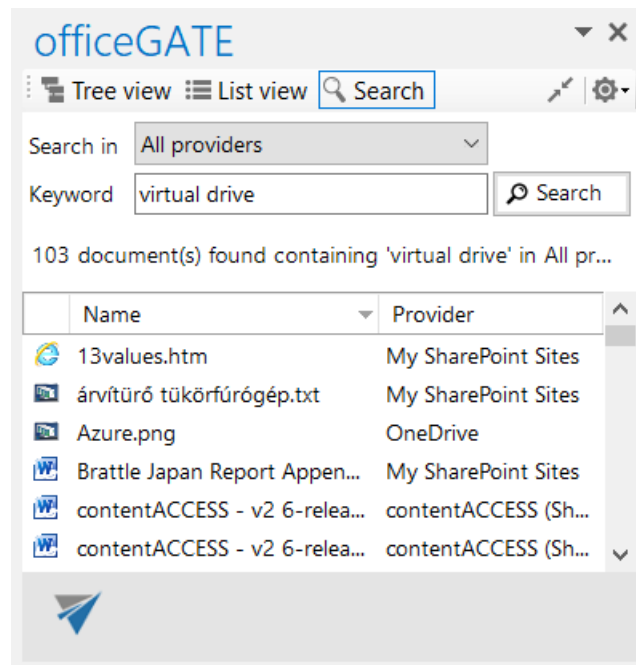 officeGATE
Tree view List view Search
Search in All providers
Keyword virtual drive Search
103 document(s) found containing 'virtual drive' in All pr...
Name Provider
13values.htm My SharePoint Sites
árvítürő tükörfúrógép.txt My SharePoint Sites
Azure.png OneDrive
Brattle Japan Report Appen... My SharePoint Sites
contentACCESS - v2 6-relea... contentACCESS (Sh...
contentACCESS - v2 6-relea... contentACCESS (Sh...